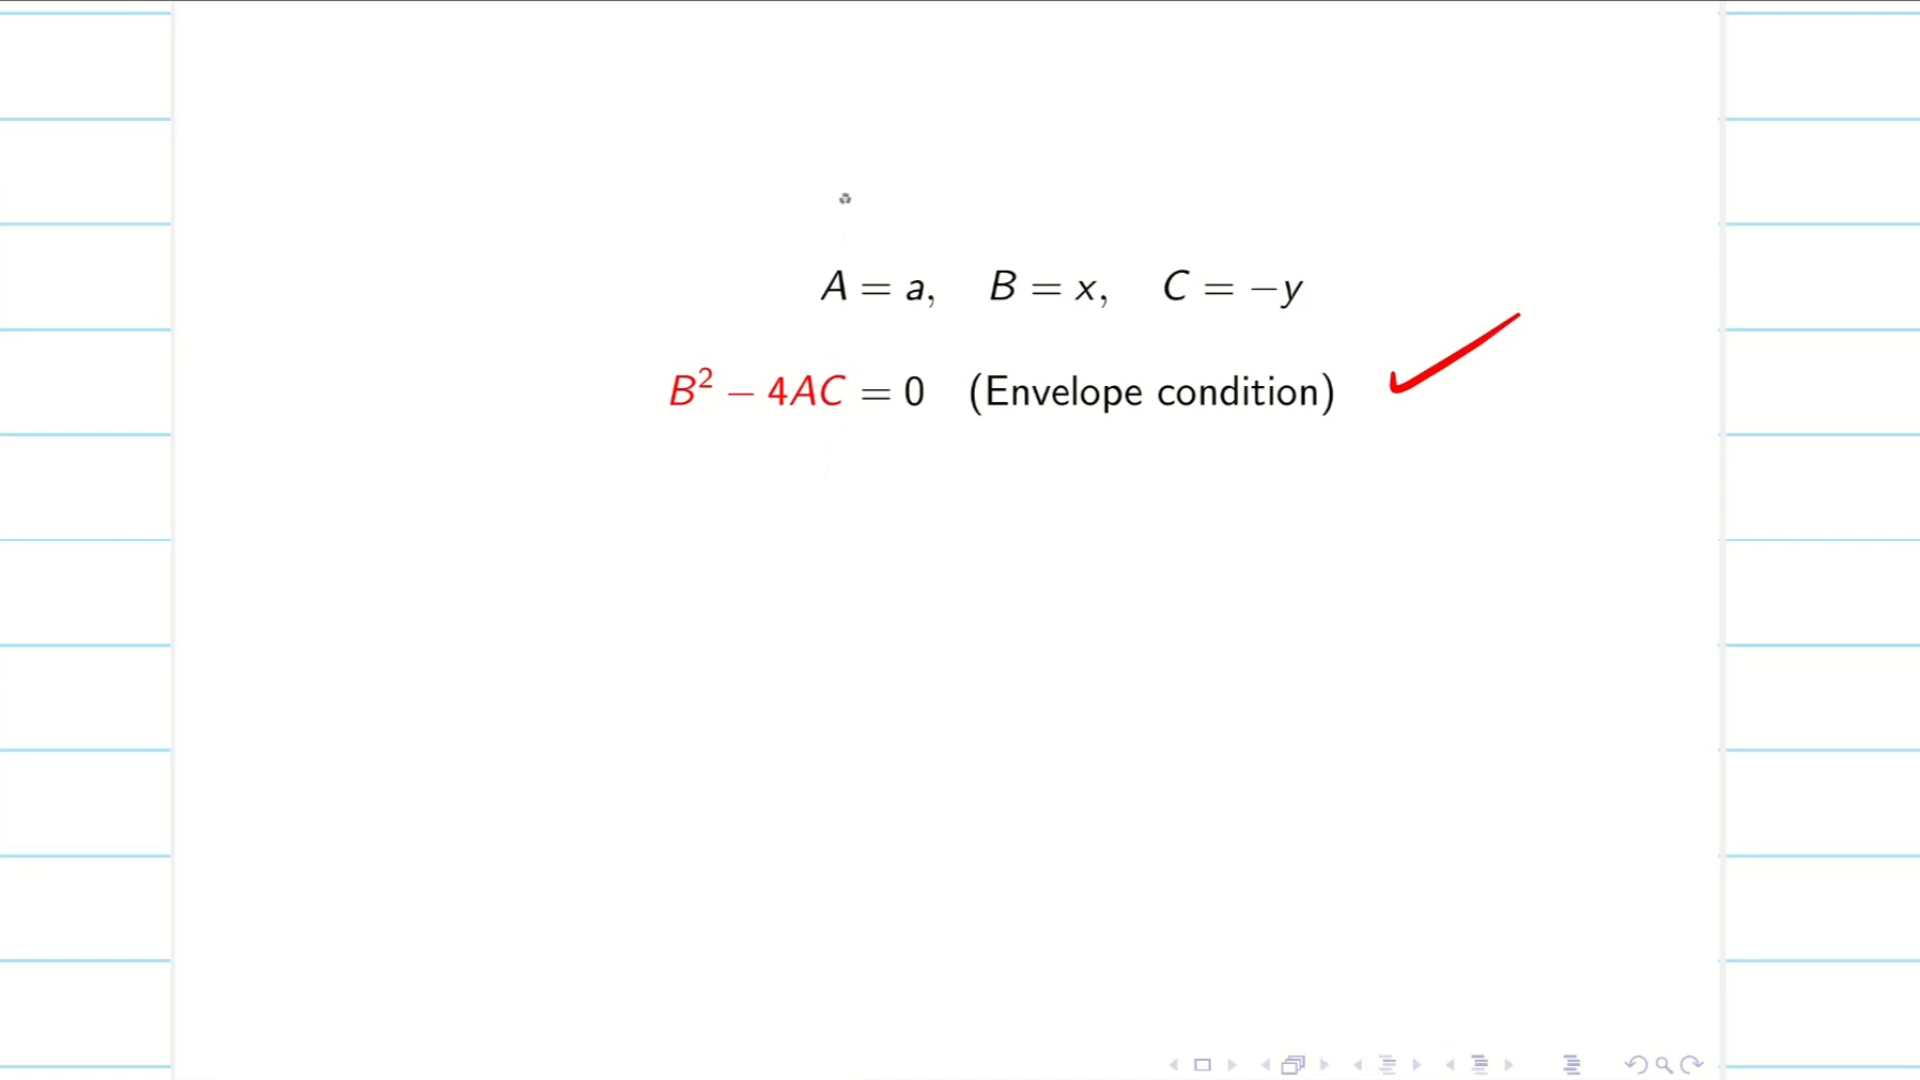 A = a, B = x, C = −y
B² − 4AC = 0 (Envelope condition)